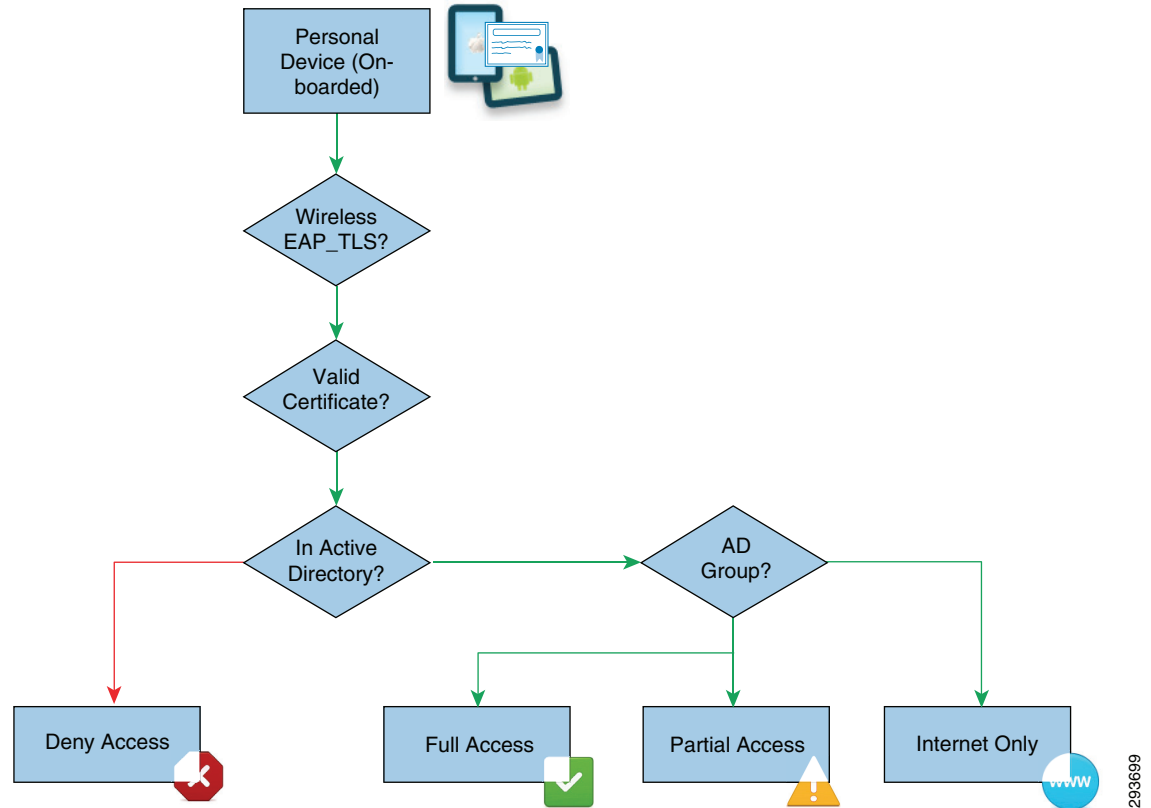 Personal
Device (On-
boarded)
Wireless
EAP_TLS?
Valid
Certificate?
In Active
Directory?
AD
Group?
Deny Access
Full Access
Partial Access
Internet Only
www
293699